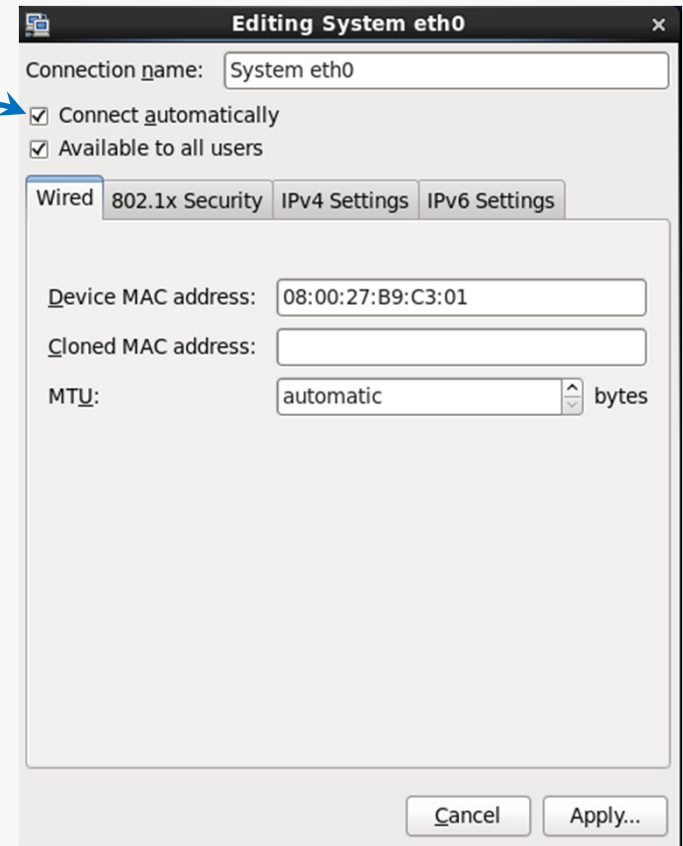 Editing System eth0
Connection name: System eth0
Connect automatically
Available to all users
Wired 802.1x Security IPv4 Settings IPv6 Settings
Device MAC address: 08:00:27:B9:C3:01
Cloned MAC address:
MTU: automatic bytes
Cancel Apply...